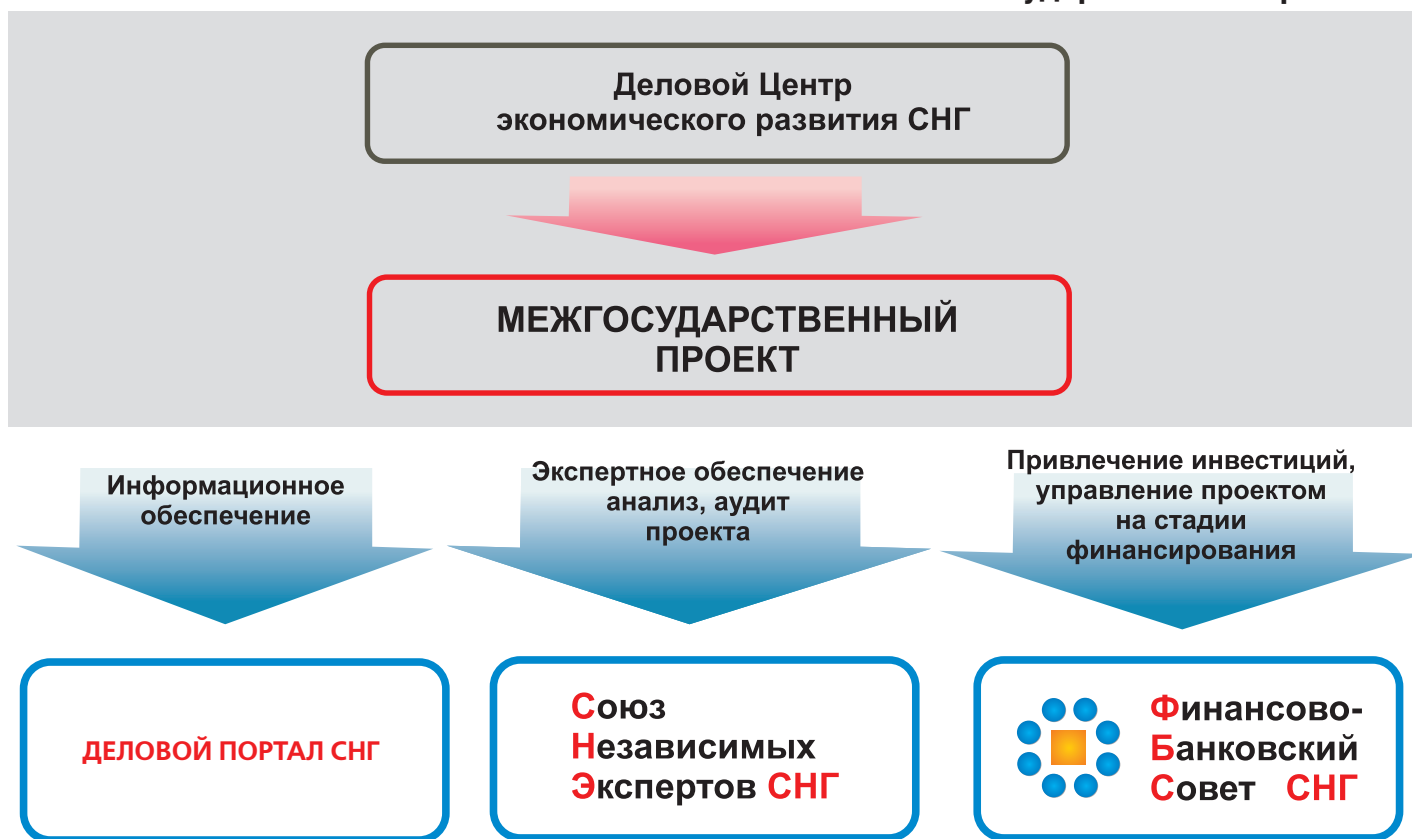 Деловой Центр
экономического развития СНГ
МЕЖГОСУДАРСТВЕННЫЙ
ПРОЕКТ
Информационное
обеспечение
Экспертное обеспечение
анализ, аудит
проекта
Привлечение инвестиций,
управление проектом
на стадии
финансирования
ДЕЛОВОЙ ПОРТАЛ СНГ
Союз
Независимых
Экспертов СНГ
Финансово-
Банковский
Совет СНГ